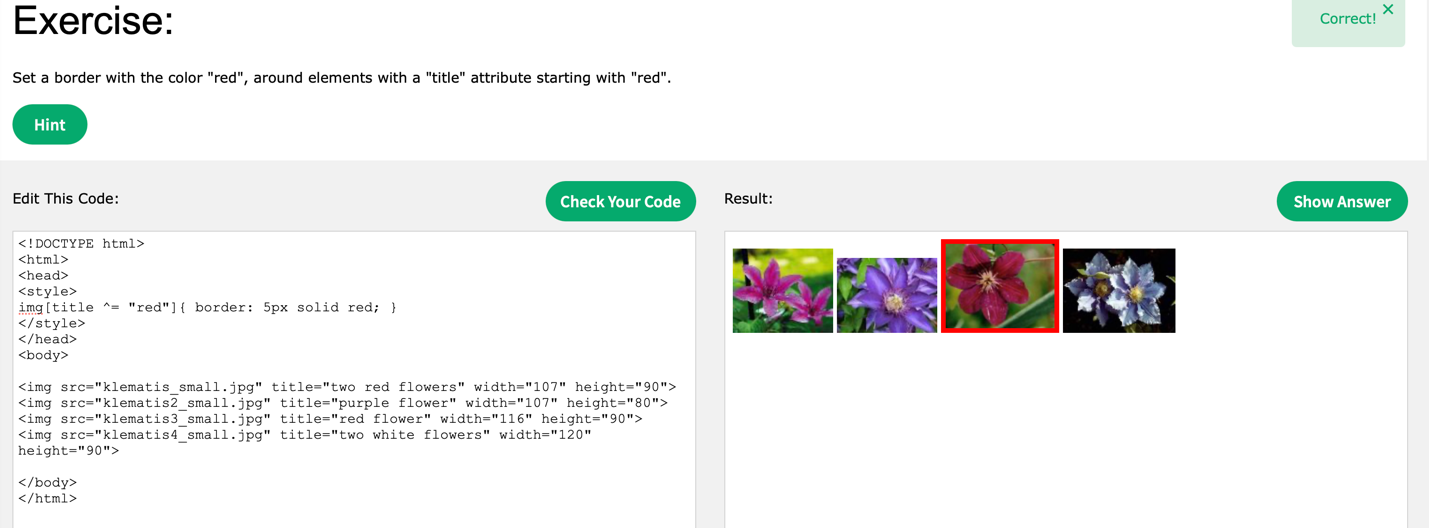 Exercise:
Correct! ×
Set a border with the color "red", around elements with a "title" attribute starting with "red".
Hint
Edit This Code:
Check Your Code
<!DOCTYPE html>
<html>
<head>
<style>
img[title ^= "red"]{ border: 5px solid red; }
</style>
</head>
<body>
<img src="klematis_small.jpg" title="two red flowers" width="107" height="90">
<img src="klematis2_small.jpg" title="purple flower" width="107" height="80">
<img src="klematis3_small.jpg" title="red flower" width="116" height="90">
<img src="klematis4_small.jpg" title="two white flowers" width="120"
height="90">
</body>
</html>
Result:
Show Answer